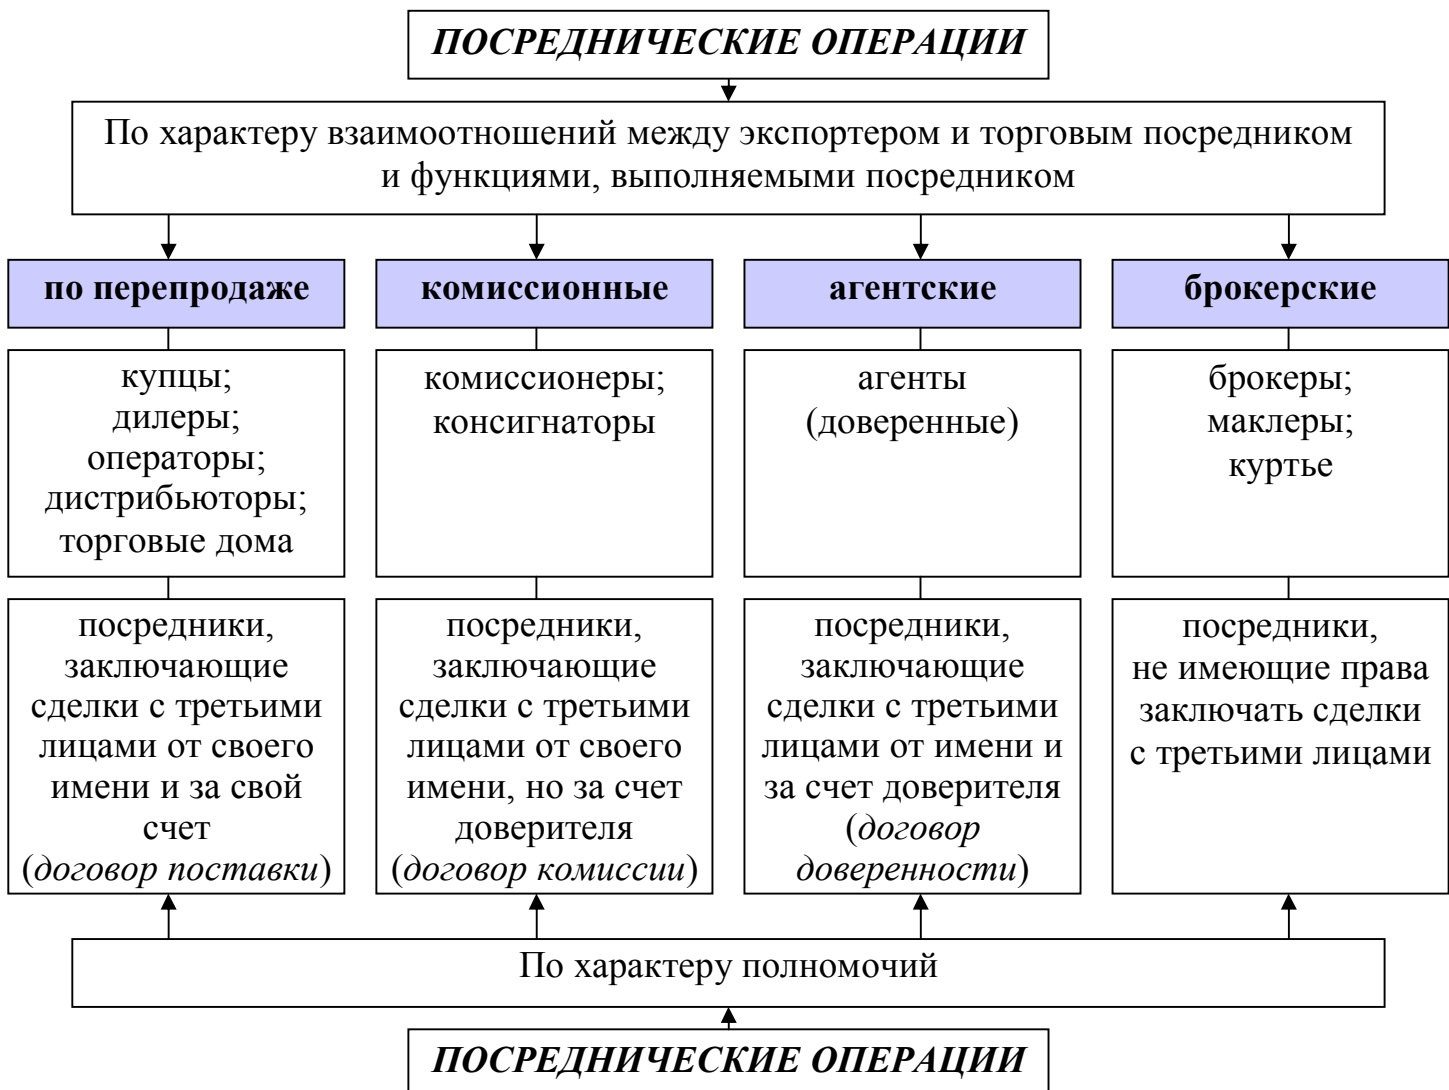 ПОСРЕДНИЧЕСКИЕ ОПЕРАЦИИ
По характеру взаимоотношений между экспортером и торговым посредником
и функциями, выполняемыми посредником
по перепродаже
комиссионные
агентские
брокерские
купцы;
дилеры;
операторы;
дистрибьюторы;
торговые дома
комиссионеры;
консигнаторы
агенты
(доверенные)
брокеры;
маклеры;
куртье
посредники,
заключающие
сделки с третьими
лицами от своего
имени и за свой
счет
(договор поставки)
посредники,
заключающие
сделки с третьими
лицами от своего
имени, но за счет
доверителя
(договор комиссии)
посредники,
заключающие
сделки с третьими
лицами от имени и
за счет доверителя
(договор
доверенности)
посредники,
не имеющие права
заключать сделки
с третьими лицами
По характеру полномочий
ПОСРЕДНИЧЕСКИЕ ОПЕРАЦИИ